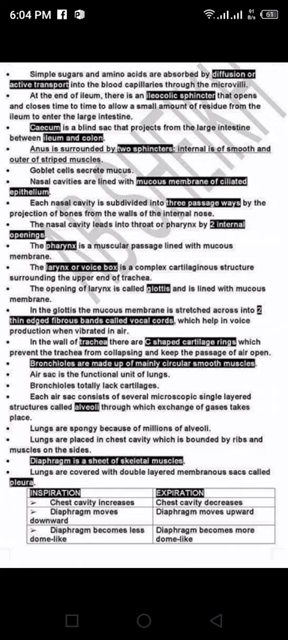 6:04 PM
91
B/s
61
• Simple sugars and amino acids are absorbed by diffusion or
active transport into the blood capillaries through the microvilli.
• At the end of ileum, there is an Ileocolic sphincter that opens
and closes time to time to allow a small amount of residue from the
ileum to enter the large intestine.
• Caecum is a blind sac that projects from the large intestine
between ileum and colon.
• Anus is surrounded by two sphincters; internal is of smooth and
outer of striped muscles.
• Goblet cells secrete mucus.
• Nasal cavities are lined with mucous membrane of ciliated
epithelium.
• Each nasal cavity is subdivided into three passage ways by the
projection of bones from the walls of the internal nose.
• The nasal cavity leads into throat or pharynx by 2 internal
openings.
• The pharynx is a muscular passage lined with mucous
membrane.
• The larynx or voice box is a complex cartilaginous structure
surrounding the upper end of trachea.
• The opening of larynx is called glottis and is lined with mucous
membrane.
• In the glottis the mucous membrane is stretched across into 2
thin edged fibrous bands called vocal cords, which help in voice
production when vibrated in air.
• In the wall of trachea there are C shaped cartilage rings which
prevent the trachea from collapsing and keep the passage of air open.
• Bronchioles are made up of mainly circular smooth muscles.
• Air sac is the functional unit of lungs.
• Bronchioles totally lack cartilages.
• Each air sac consists of several microscopic single layered
structures called alveoli through which exchange of gases takes
place.
• Lungs are spongy because of millions of alveoli.
• Lungs are placed in chest cavity which is bounded by ribs and
muscles on the sides.
• Diaphragm is a sheet of skeletal muscles.
• Lungs are covered with double layered membranous sacs called
pleura.
INSPIRATION EXPIRATION
➢ Chest cavity increases Chest cavity decreases
➢ Diaphragm moves Diaphragm moves upward
downward
➢ Diaphragm becomes less Diaphragm becomes more
dome-like dome-like